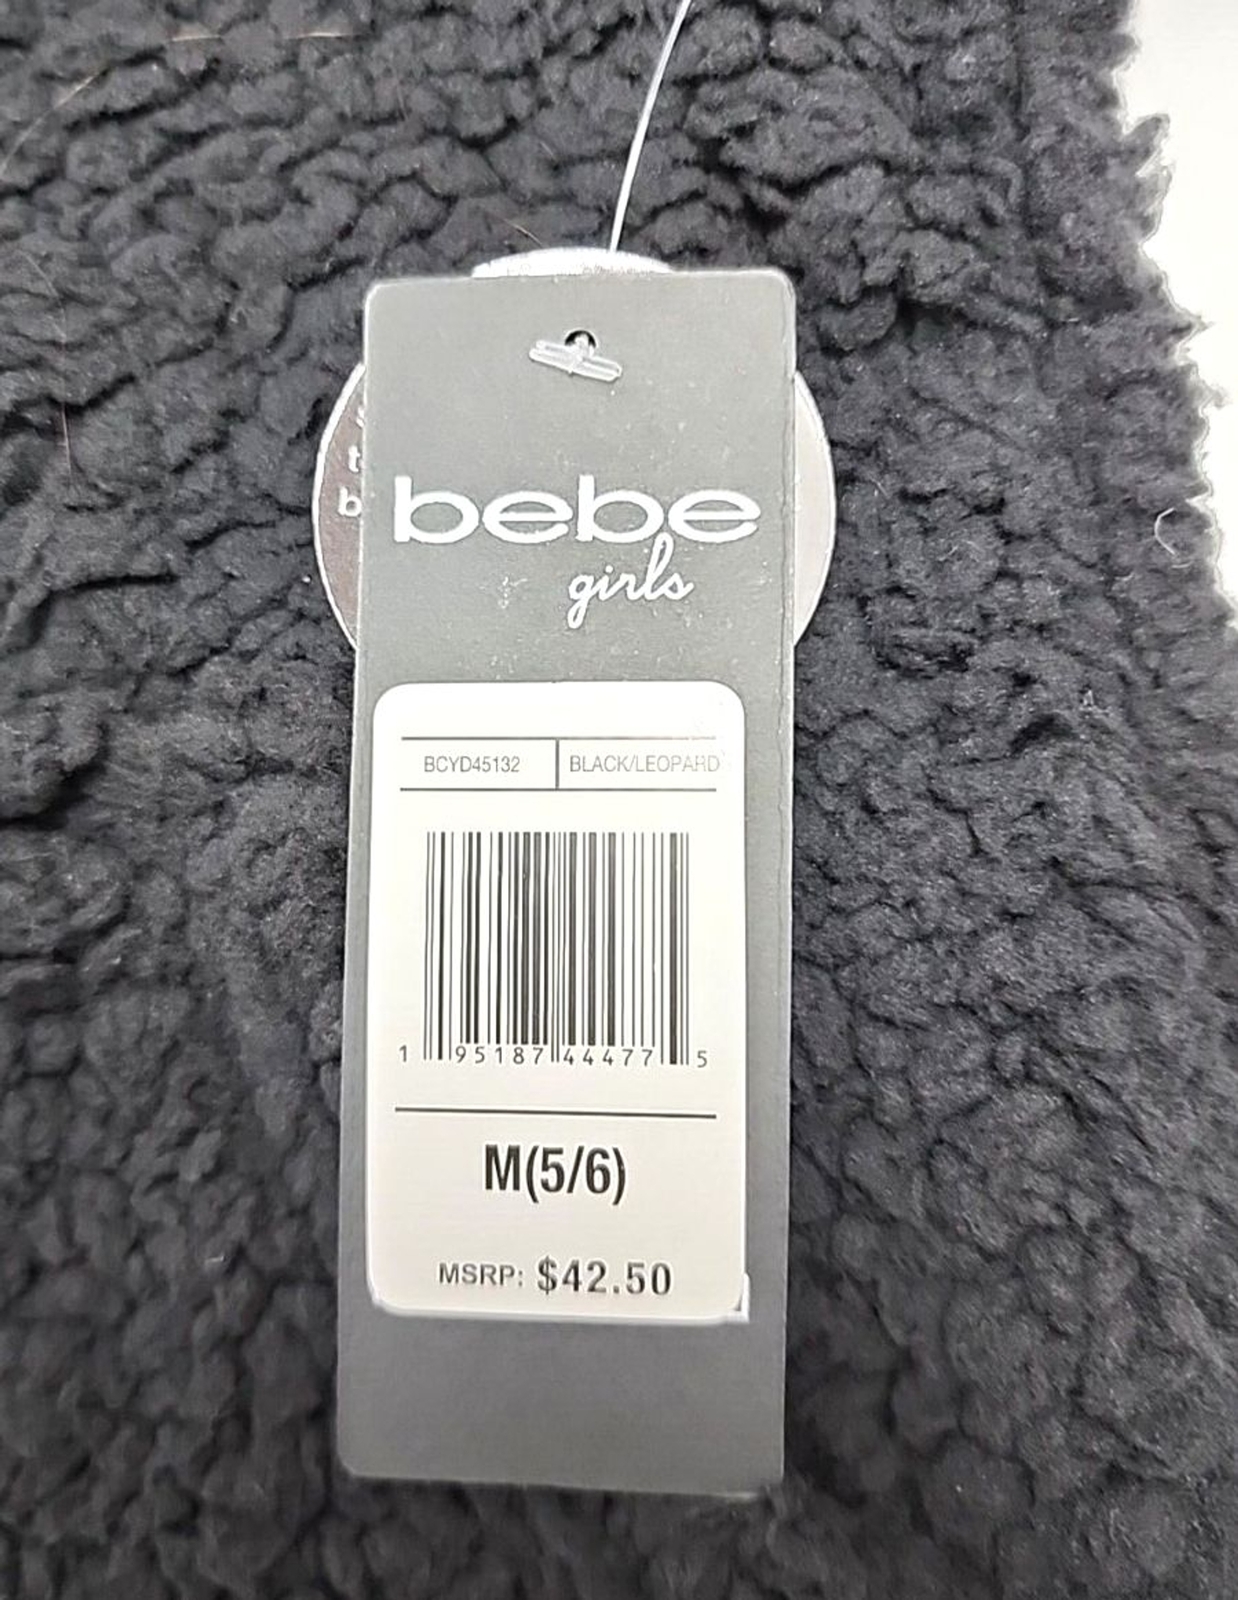 bebe
girls
BCYD45132 BLACK/LEOPARD
1 95187 44477 5
M(5/6)
MSRP: $42.50